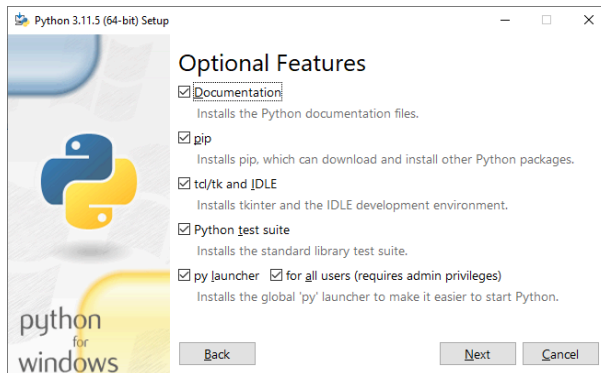 Python 3.11.5 (64-bit) Setup
Optional Features
Documentation
Installs the Python documentation files.
pip
Installs pip, which can download and install other Python packages.
tcl/tk and IDLE
Installs tkinter and the IDLE development environment.
Python test suite
Installs the standard library test suite.
py launcher for all users (requires admin privileges)
Installs the global 'py' launcher to make it easier to start Python.
python
for
windows
Back Next Cancel